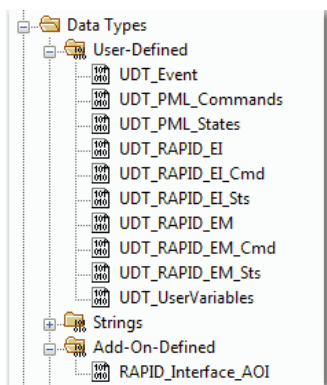 Data Types
User-Defined
UDT_Event
UDT_PML_Commands
UDT_PML_States
UDT_RAPID_EI
UDT_RAPID_EI_Cmd
UDT_RAPID_EI_Sts
UDT_RAPID_EM
UDT_RAPID_EM_Cmd
UDT_RAPID_EM_Sts
UDT_UserVariables
Strings
Add-On-Defined
RAPID_Interface_AOI